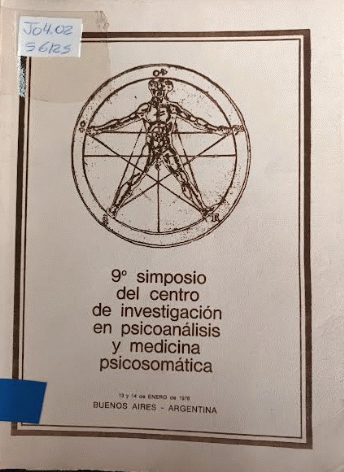 J04.02
S6125
9° simposio
del centro
de investigación
en psicoanálisis
y medicina
psicosomática
13 y 14 de ENERO de 1978
BUENOS AIRES - ARGENTINA